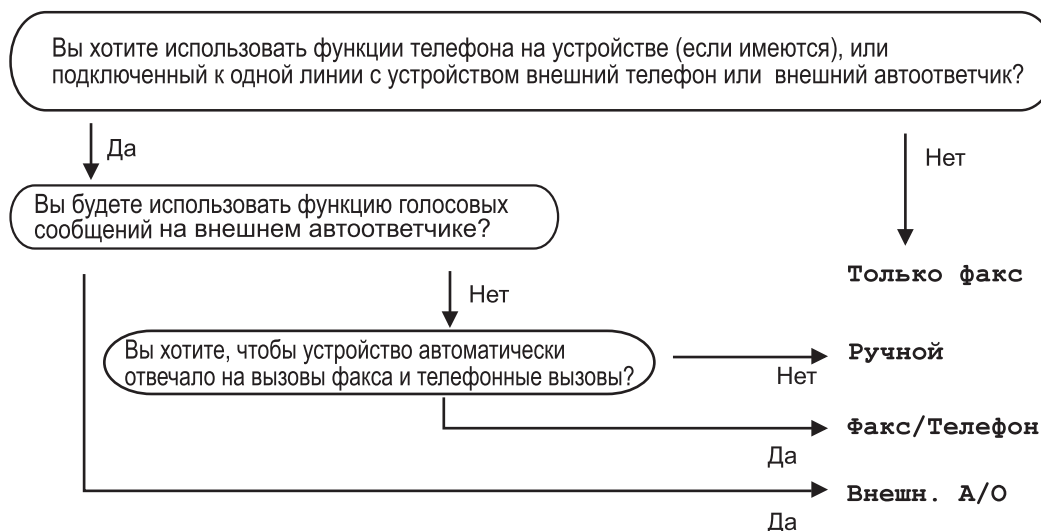 Вы хотите использовать функции телефона на устройстве (если имеются), или
подключенный к одной линии с устройством внешний телефон или внешний автоответчик?
Да
Нет
Вы будете использовать функцию голосовых
сообщений на внешнем автоответчике?
Только факс
Нет
Вы хотите, чтобы устройство автоматически
отвечало на вызовы факса и телефонные вызовы?
Нет
Ручной
Да
Факс/Телефон
Да
Внешн. А/О